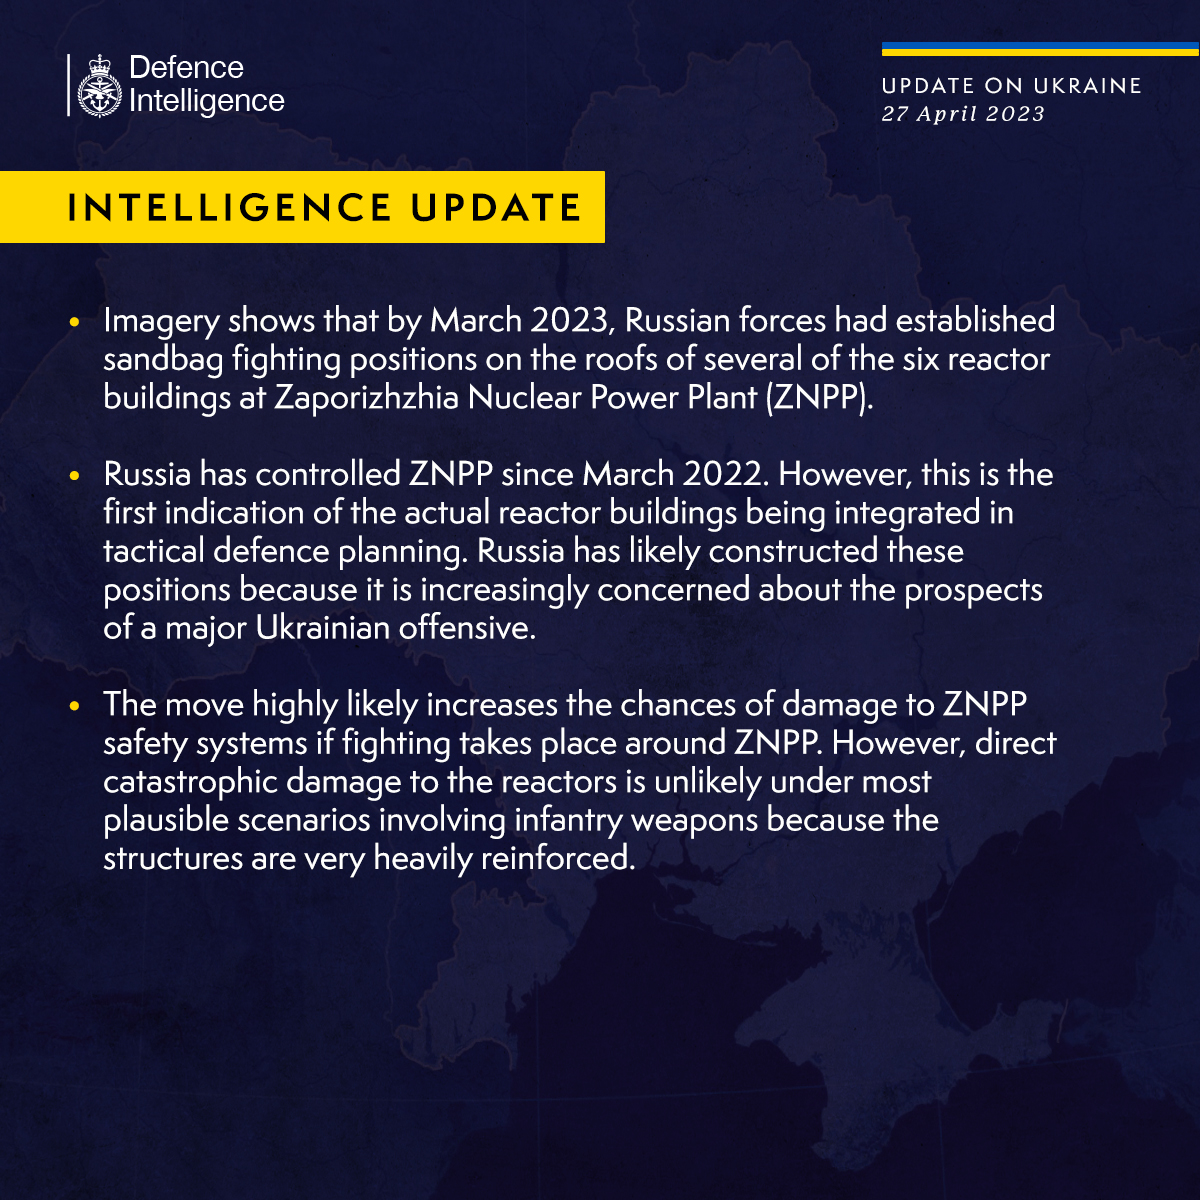 Defence
Intelligence
UPDATE ON UKRAINE
27 April 2023
INTELLIGENCE UPDATE
• Imagery shows that by March 2023, Russian forces had established
sandbag fighting positions on the roofs of several of the six reactor
buildings at Zaporizhzhia Nuclear Power Plant (ZNPP).
• Russia has controlled ZNPP since March 2022. However, this is the
first indication of the actual reactor buildings being integrated in
tactical defence planning. Russia has likely constructed these
positions because it is increasingly concerned about the prospects
of a major Ukrainian offensive.
• The move highly likely increases the chances of damage to ZNPP
safety systems if fighting takes place around ZNPP. However, direct
catastrophic damage to the reactors is unlikely under most
plausible scenarios involving infantry weapons because the
structures are very heavily reinforced.